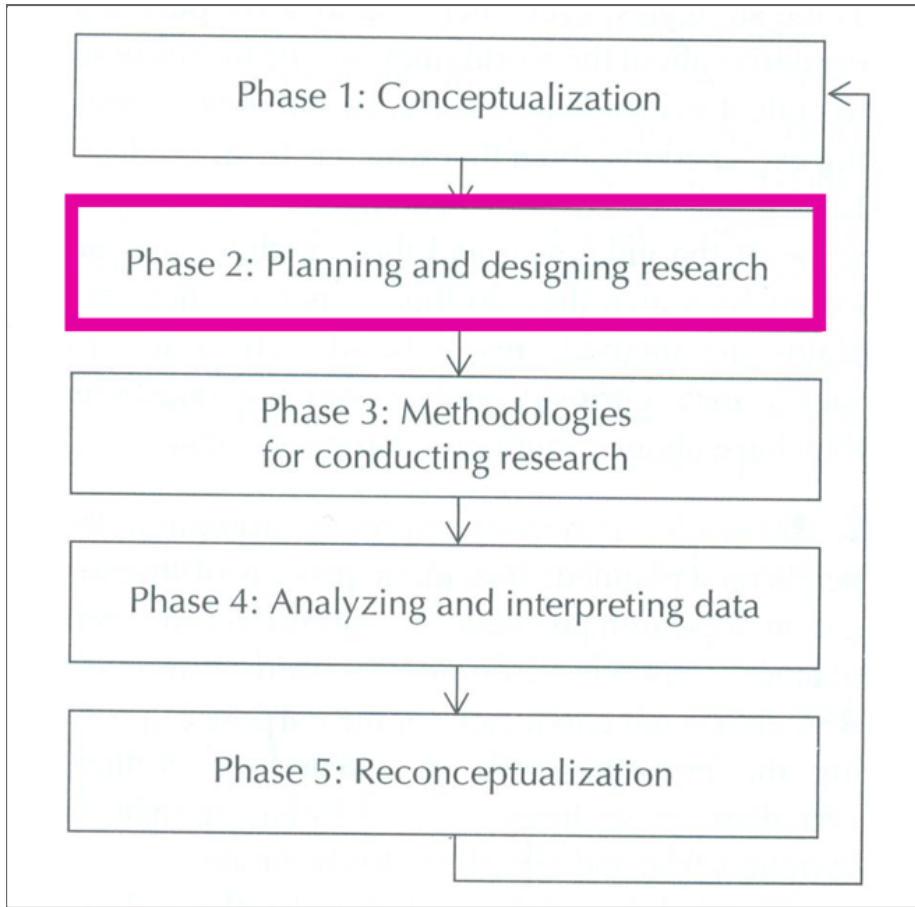 Phase 1: Conceptualization
Phase 2: Planning and designing research
Phase 3: Methodologies
for conducting research
Phase 4: Analyzing and interpreting data
Phase 5: Reconceptualization